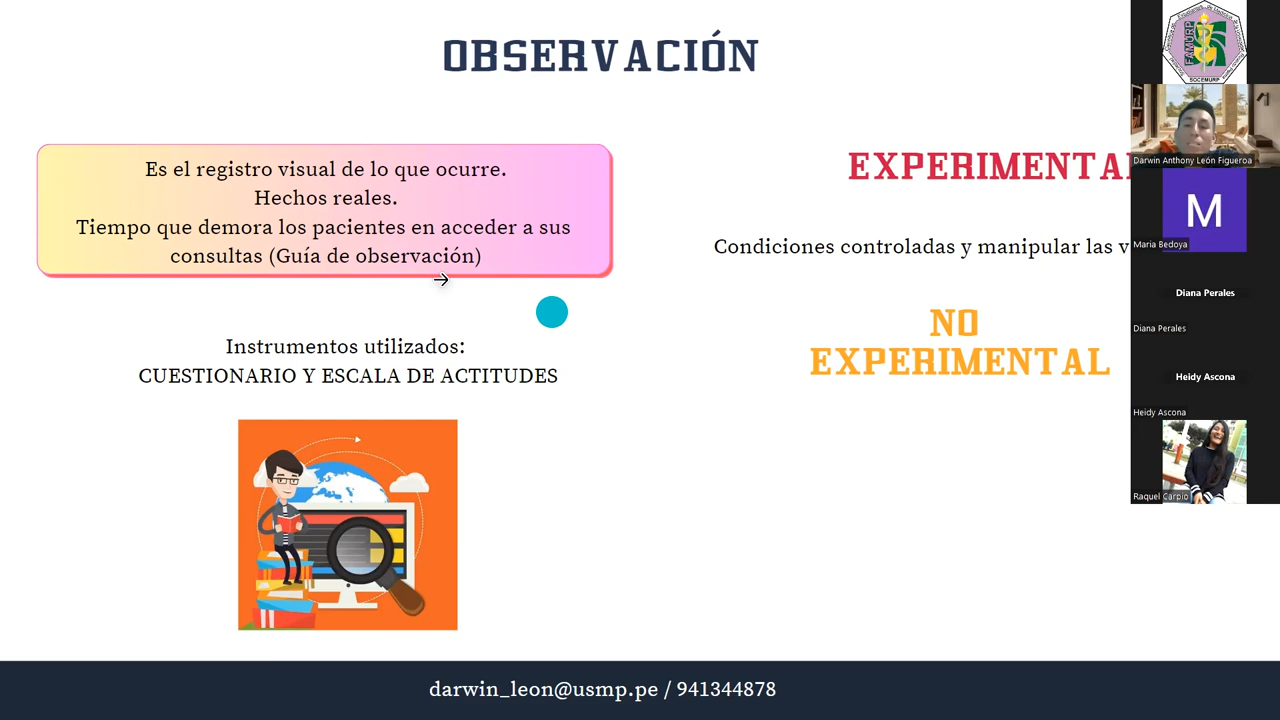 OBSERVACIÓN
Es el registro visual de lo que ocurre.
Hechos reales.
Tiempo que demora los pacientes en acceder a sus
consultas (Guía de observación)
Instrumentos utilizados:
CUESTIONARIO Y ESCALA DE ACTITUDES
EXPERIMENTA
Condiciones controladas y manipular las v
NO
EXPERIMENTAL
darwin_leon@usmp.pe / 941344878
FAMURP
SOCEMURP
Darwin Anthony León Figueroa
M
Maria Bedoya
Diana Perales
Diana Perales
Heidy Ascona
Heidy Ascona
Raquel Carpio